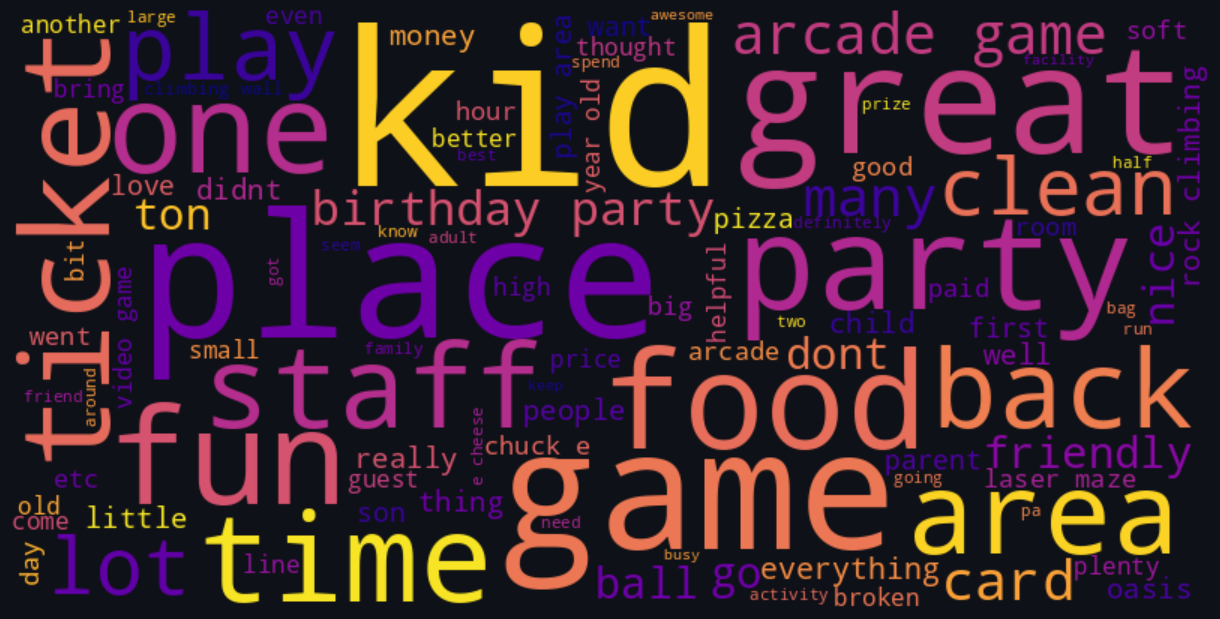 another
large
even
play
bring
climbing well
ticket
one
love
didnt
ton
kid
money
hour
better
best
play area
want
awesome
thought
spend
year old
arcade
game
soft
facility
great
prize
rock climbing
good
half
many
clean
birthday party
pizza
definitely
room
know
adult
seem
place
got
high
big
helpful
party
paid
nice
two
child
first
bag
run
bit
video game
went
small
family
price
arcade
dont
well
friend
around
staff
keep
people
food
back
fun
e cheese
chuck e
really
guest
thing
game
parent
friendly
going
laser maze
etc
old
come
little
son
need
area
pa
day
lot
time
line
busy
ball
go
everything
activity
broken
card
plenty
oasis